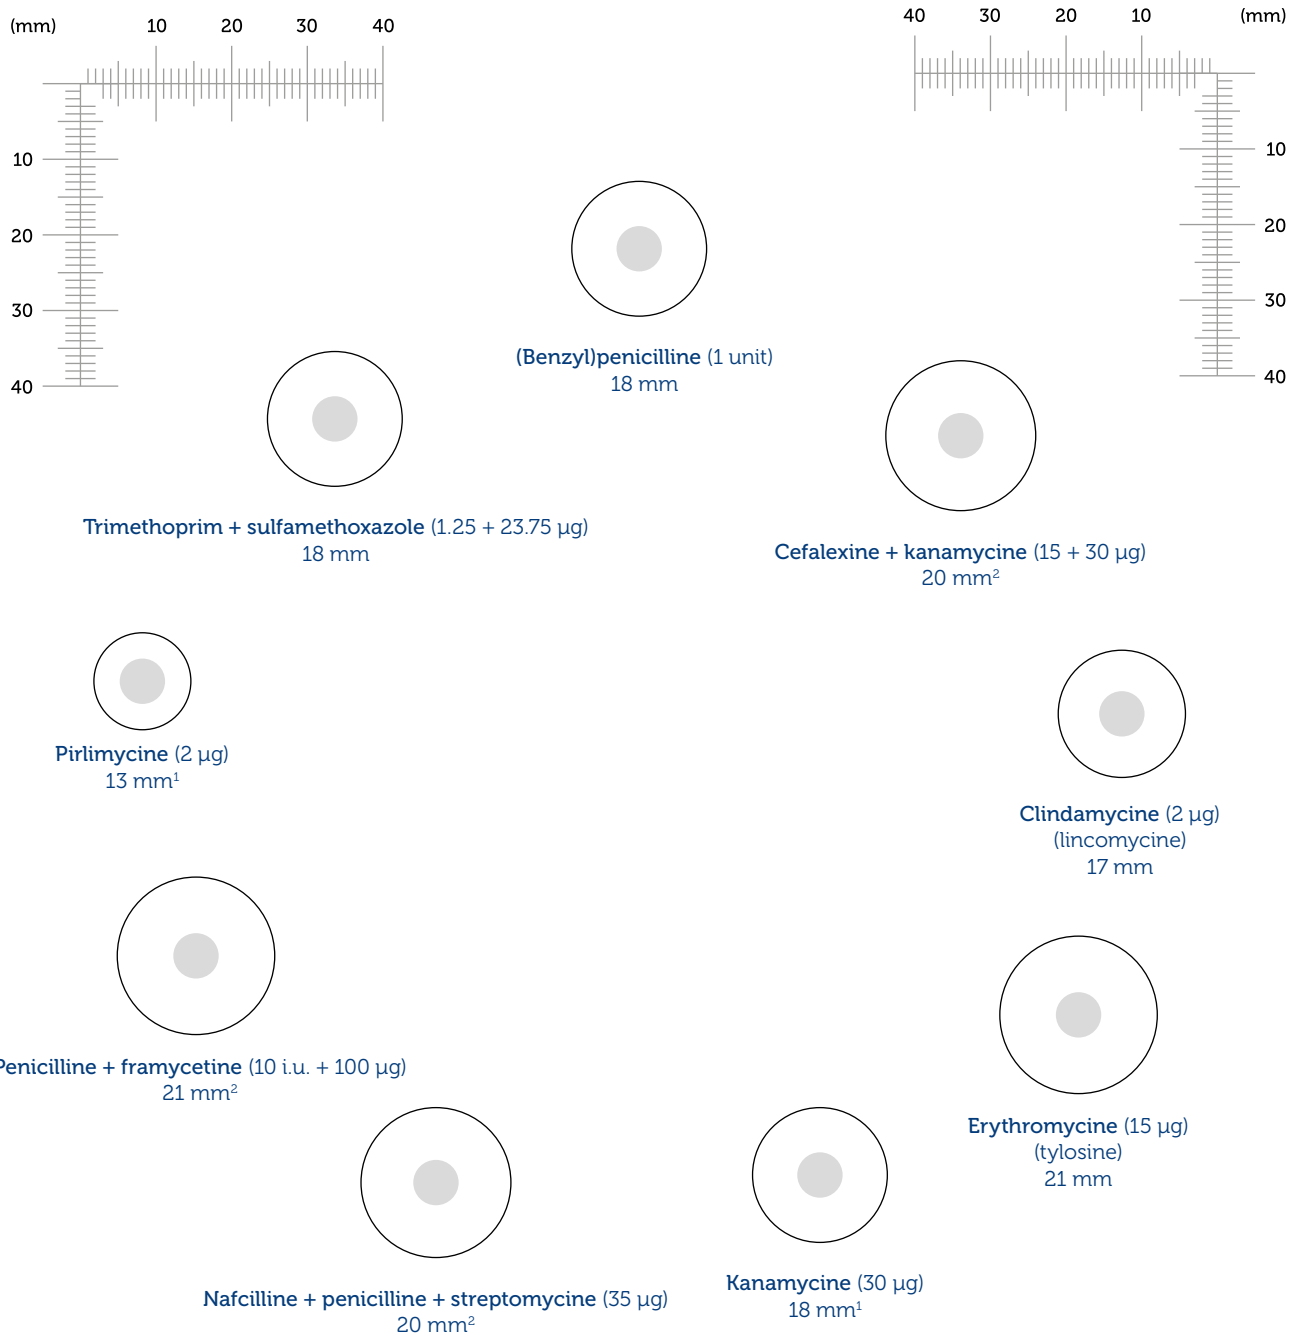 (mm) 10 20 30 40
40 30 20 10 (mm)
10
20
30
40
10
20
30
40
(Benzyl)penicilline (1 unit)
18 mm
Trimethoprim + sulfamethoxazole (1.25 + 23.75 µg)
18 mm
Cefalexine + kanamycine (15 + 30 µg)
20 mm²
Pirlimycine (2 µg)
13 mm¹
Clindamycine (2 µg)
(lincomycine)
17 mm
Penicilline + framycetine (10 i.u. + 100 µg)
21 mm²
Erythromycine (15 µg)
(tylosine)
21 mm
Nafcilline + penicilline + streptomycine (35 µg)
20 mm²
Kanamycine (30 µg)
18 mm¹